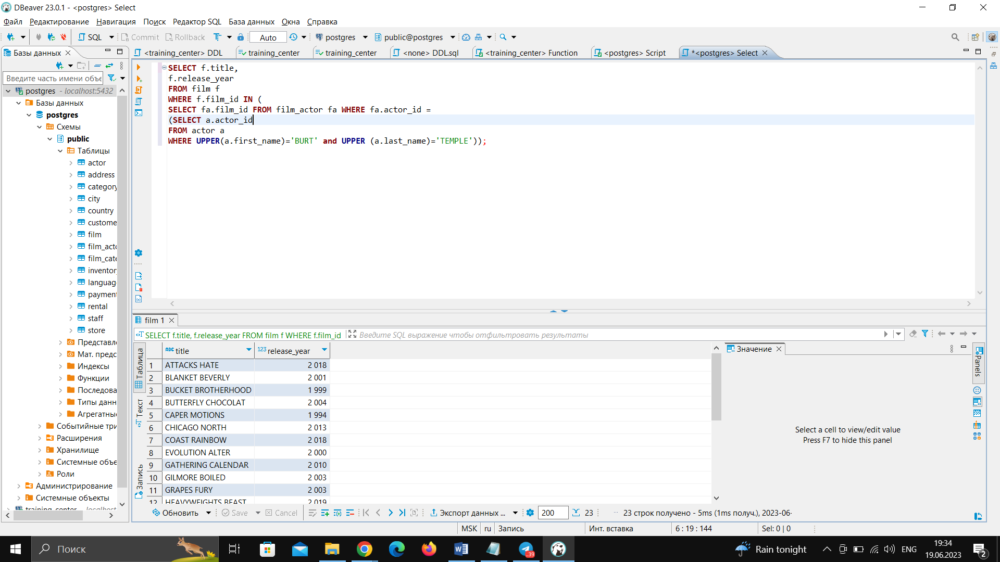 DBeaver 23.0.1 - <postgres> Select
Файл Редактирование Навигация Поиск Редактор SQL База данных Окна Справка
SQL Commit Rollback Auto postgres public@postgres
Базы данных
<training_center> DDL training_center training_center <none> DDL.sql <training_center> Function <postgres> Script *<postgres> Select
Введите часть имени объе
postgres - localhost:5432
Базы данных
postgres
Схемы
public
Таблицы
actor
address
category
city
country
custome
film
film_acto
film_cate
inventor
languag
paymen
rental
staff
store
Представл
Мат. предс
Индексы
Функции
Последова
Типы данн
Агрегатны
Событийные три
Расширения
Хранилище
Системные объе
Роли
Администрирование
Системные объекты
training_center localhost
SELECT f.title,
f.release_year
FROM film f
WHERE f.film_id IN (
SELECT fa.film_id FROM film_actor fa WHERE fa.actor_id =
(SELECT a.actor_id
FROM actor a
WHERE UPPER(a.first_name)='BURT' and UPPER (a.last_name)='TEMPLE'));
film 1
SELECT f.title, f.release_year FROM film f WHERE f.film_id
Введите SQL выражение чтобы отфильтровать результаты
Таблица
Текст
Запись
ABC title 123 release_year
1 ATTACKS HATE 2 018
2 BLANKET BEVERLY 2 001
3 BUCKET BROTHERHOOD 1 999
4 BUTTERFLY CHOCOLAT 2 004
5 CAPER MOTIONS 1 994
6 CHICAGO NORTH 2 013
7 COAST RAINBOW 2 018
8 EVOLUTION ALTER 2 000
9 GATHERING CALENDAR 2 010
10 GILMORE BOILED 2 003
11 GRAPES FURY 2 003
12 HEAVYWEIGHTS BEAST 2 019
Значение
Panels
Select a cell to view/edit value
Press F7 to hide this panel
Обновить Save Cancel Экспорт данных ... 200 23 23 строк получено - 5ms (1ms получ.), 2023-06-
MSK ru Запись Инт. вставка 6 : 19 : 144 Sel: 0 | 0
Поиск
39
Rain tonight
ENG
19:34
19.06.2023
2